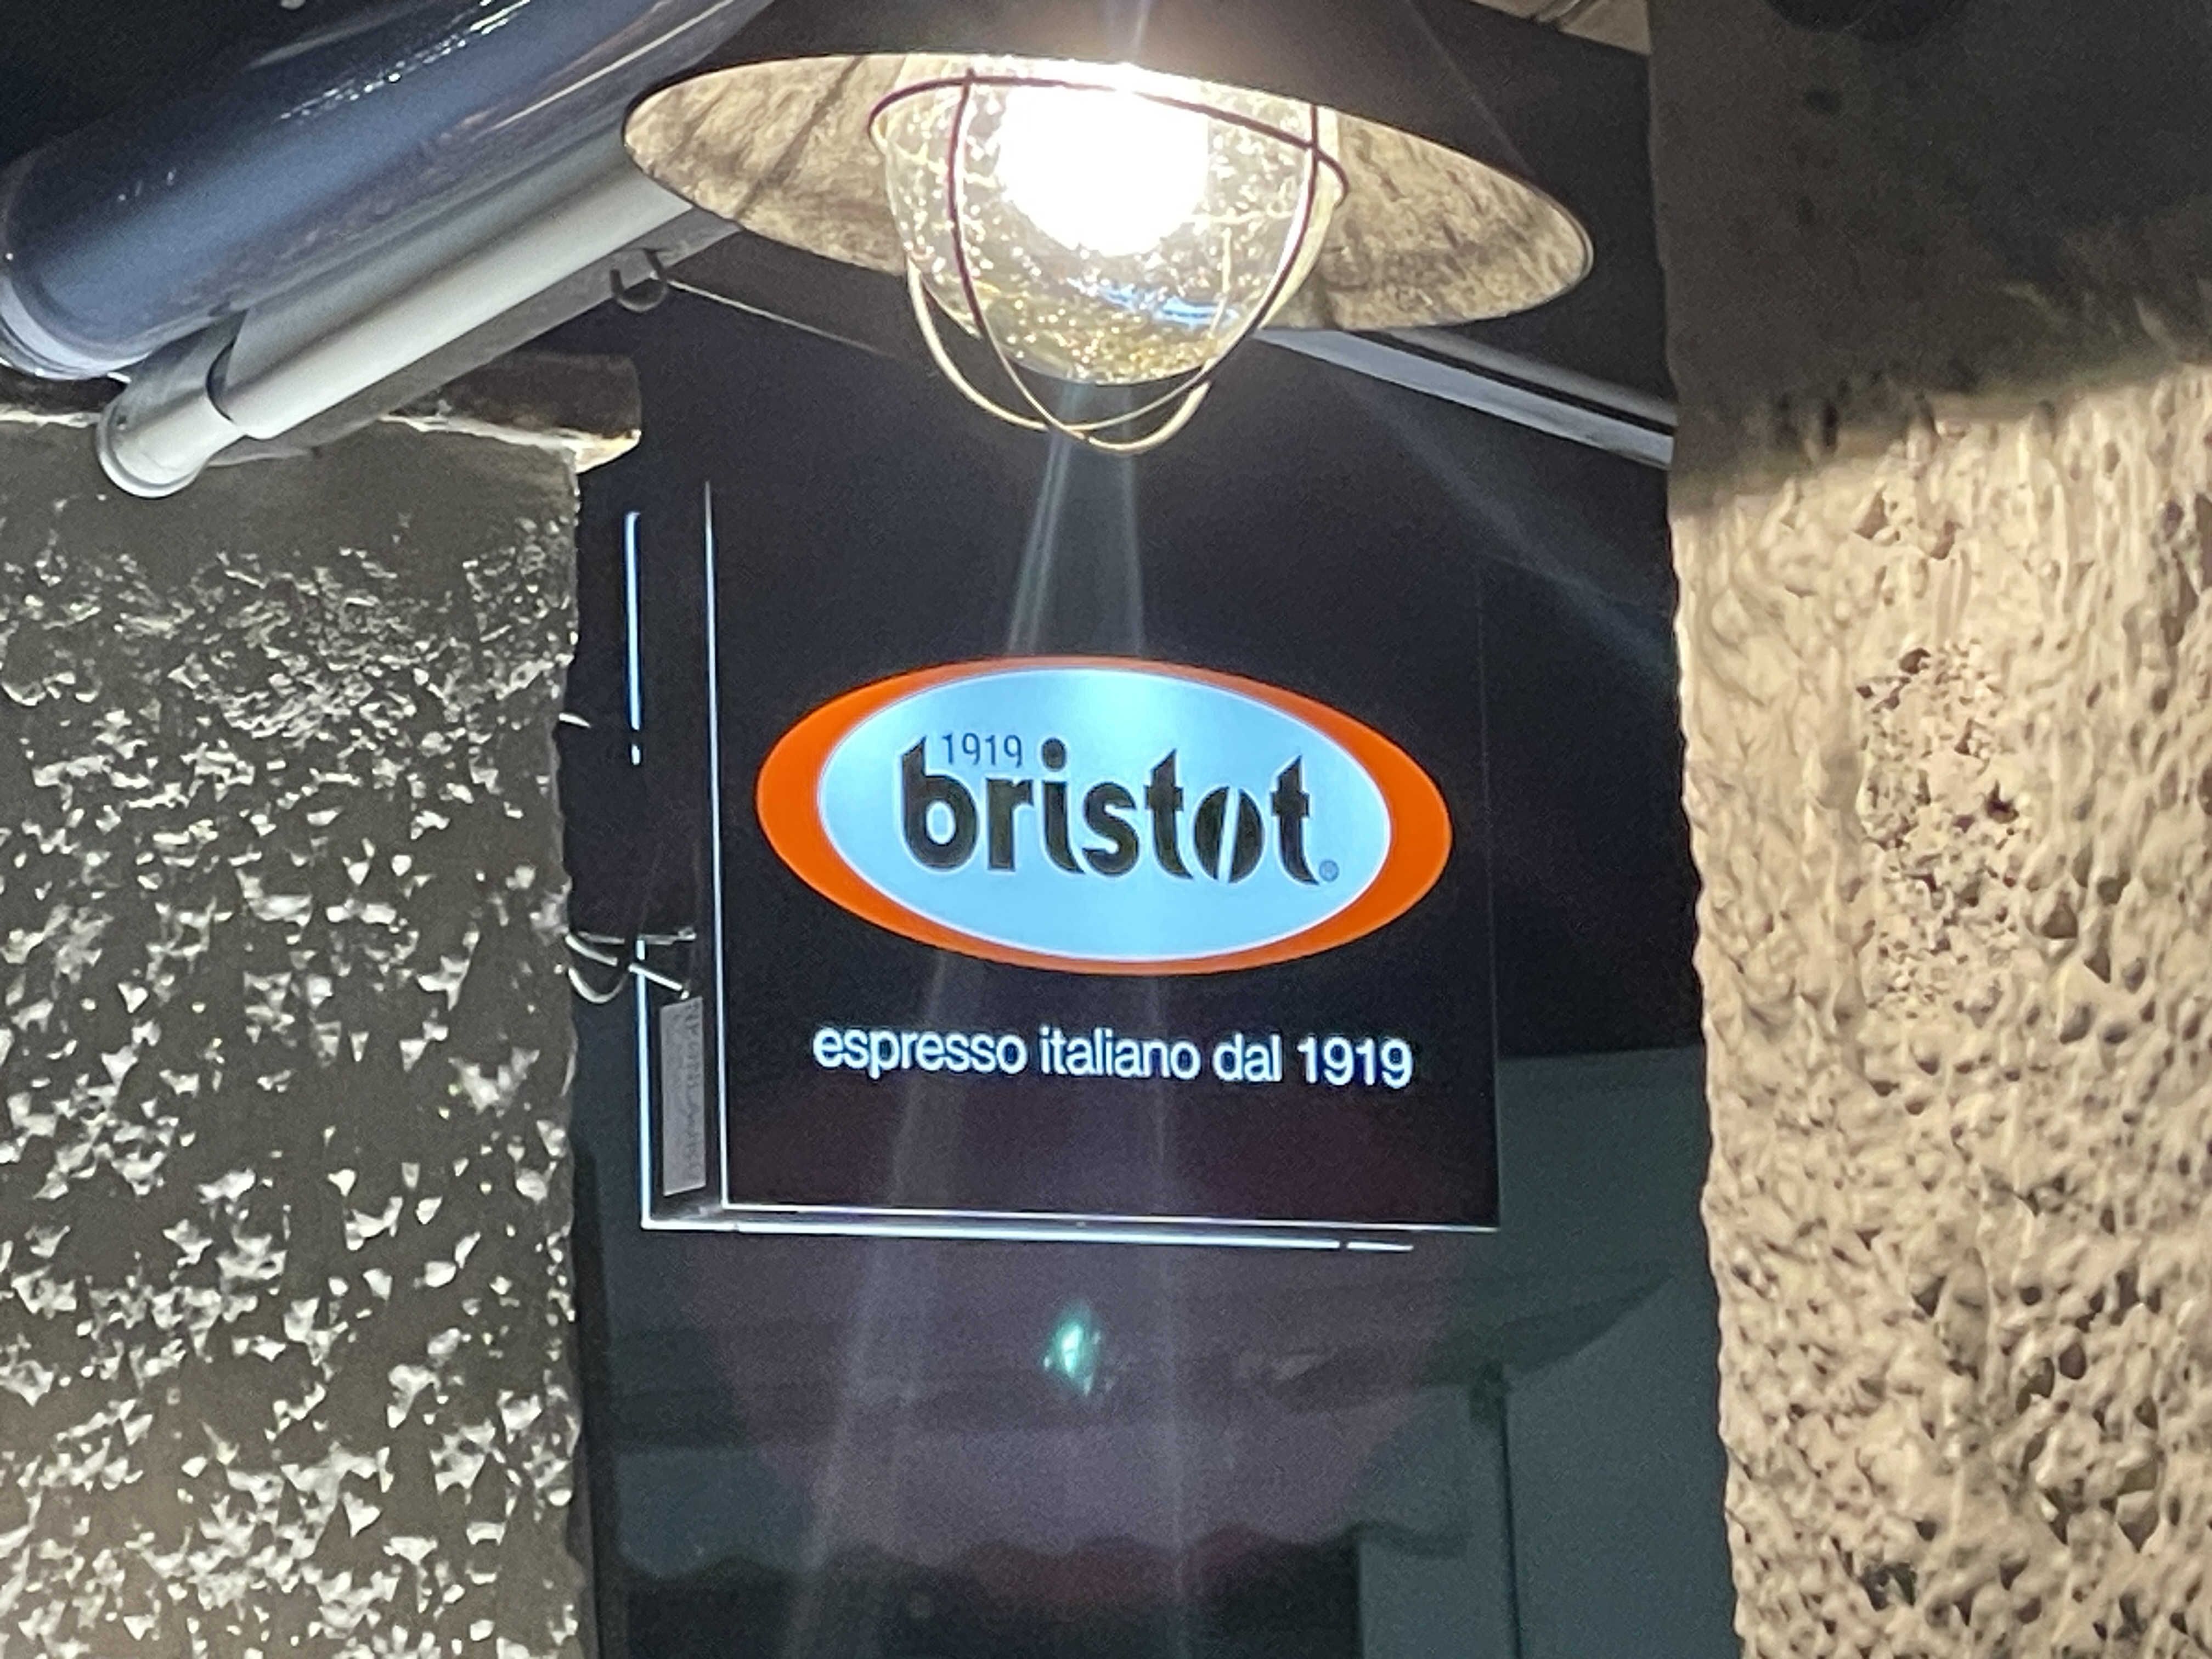 1919
bristot
espresso italiano dal 1919